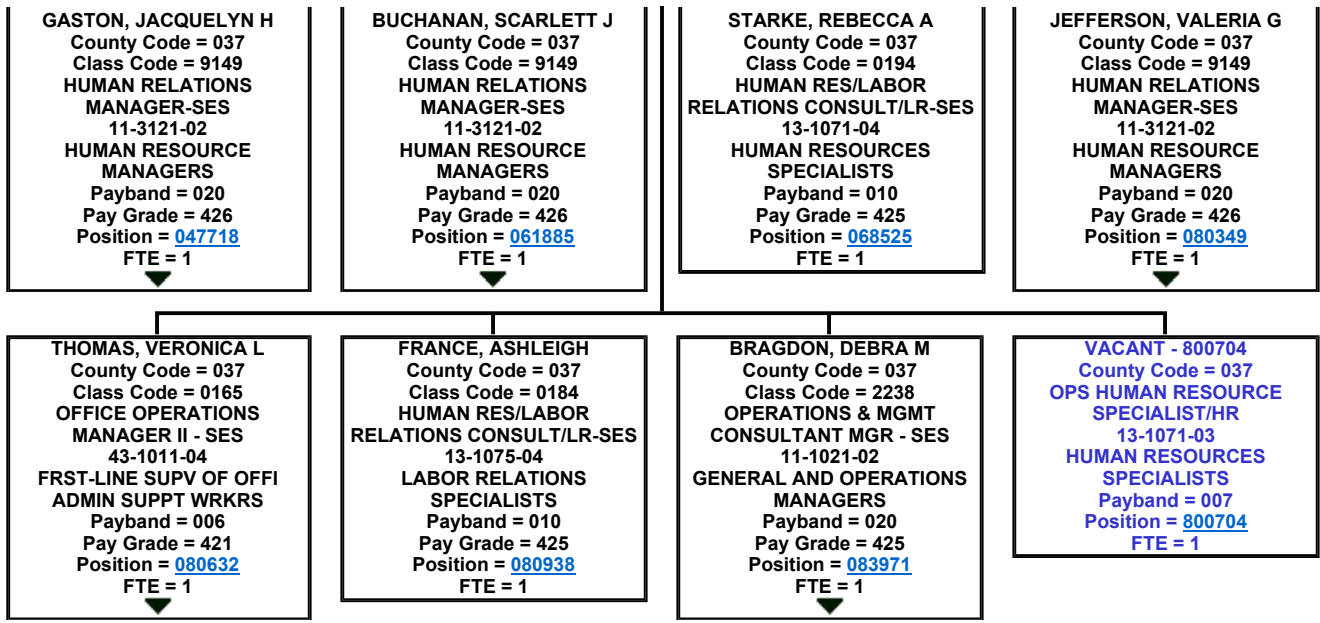 GASTON, JACQUELYN H
County Code = 037
Class Code = 9149
HUMAN RELATIONS
MANAGER-SES
11-3121-02
HUMAN RESOURCE
MANAGERS
Payband = 020
Pay Grade = 426
Position = 047718
FTE = 1
BUCHANAN, SCARLETT J
County Code = 037
Class Code = 9149
HUMAN RELATIONS
MANAGER-SES
11-3121-02
HUMAN RESOURCE
MANAGERS
Payband = 020
Pay Grade = 426
Position = 061885
FTE = 1
STARKE, REBECCA A
County Code = 037
Class Code = 0194
HUMAN RES/LABOR
RELATIONS CONSULT/LR-SES
13-1071-04
HUMAN RESOURCES
SPECIALISTS
Payband = 010
Pay Grade = 425
Position = 068525
FTE = 1
JEFFERSON, VALERIA G
County Code = 037
Class Code = 9149
HUMAN RELATIONS
MANAGER-SES
11-3121-02
HUMAN RESOURCE
MANAGERS
Payband = 020
Pay Grade = 426
Position = 080349
FTE = 1
THOMAS, VERONICA L
County Code = 037
Class Code = 0165
OFFICE OPERATIONS
MANAGER II - SES
43-1011-04
FRST-LINE SUPV OF OFFI
ADMIN SUPPT WRKRS
Payband = 006
Pay Grade = 421
Position = 080632
FTE = 1
FRANCE, ASHLEIGH
County Code = 037
Class Code = 0184
HUMAN RES/LABOR
RELATIONS CONSULT/LR-SES
13-1075-04
LABOR RELATIONS
SPECIALISTS
Payband = 010
Pay Grade = 425
Position = 080938
FTE = 1
BRAGDON, DEBRA M
County Code = 037
Class Code = 2238
OPERATIONS & MGMT
CONSULTANT MGR - SES
11-1021-02
GENERAL AND OPERATIONS
MANAGERS
Payband = 020
Pay Grade = 425
Position = 083971
FTE = 1
VACANT - 800704
County Code = 037
OPS HUMAN RESOURCE
SPECIALIST/HR
13-1071-03
HUMAN RESOURCES
SPECIALISTS
Payband = 007
Position = 800704
FTE = 1